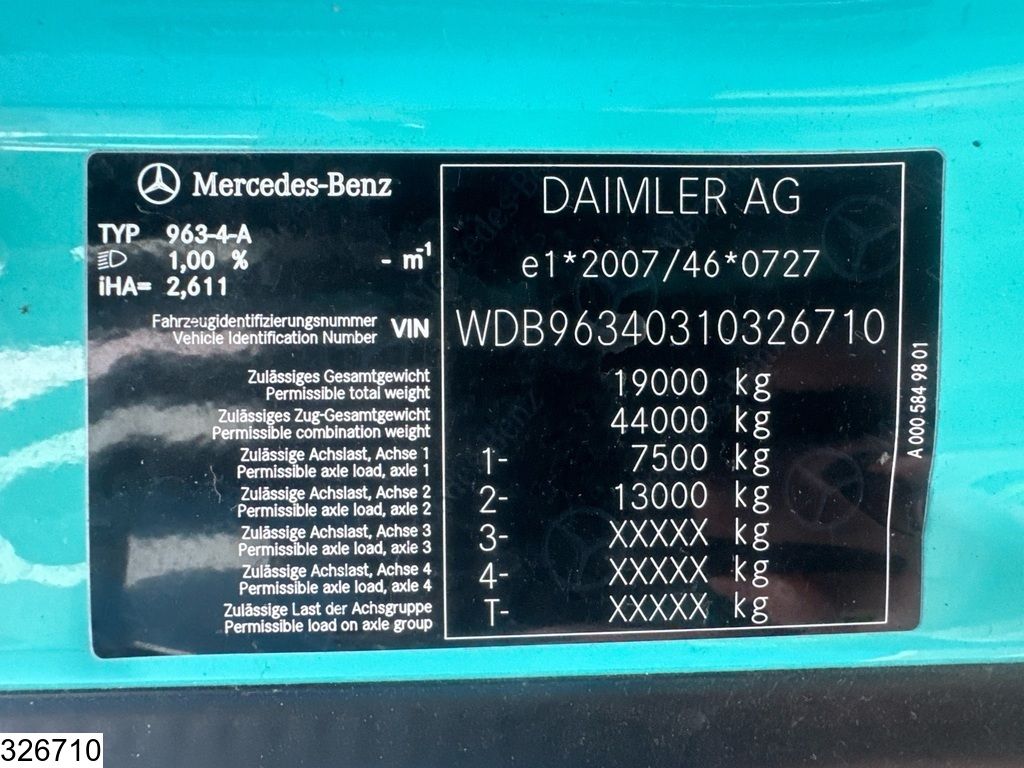 Mercedes-Benz
TYP 963-4-A
1,00 % - m⁻¹
iHA= 2,611
DAIMLER AG
e1*2007/46*0727
Fahrzeugidentifizierungsnummer
Vehicle Identification Number VIN WDB96340310326710
Zulässiges Gesamtgewicht
Permissible total weight 19000 kg
Zulässiges Zug-Gesamtgewicht
Permissible combination weight 44000 kg
Zulässige Achslast, Achse 1
Permissible axle load, axle 1 1- 7500 kg
Zulässige Achslast, Achse 2
Permissible axle load, axle 2 2- 13000 kg
Zulässige Achslast, Achse 3
Permissible axle load, axle 3 3- XXXXX kg
Zulässige Achslast, Achse 4
Permissible axle load, axle 4 4- XXXXX kg
Zulässige Last der Achsgruppe
Permissible load on axle group T- XXXXX kg
A 000 584 98 01
326710